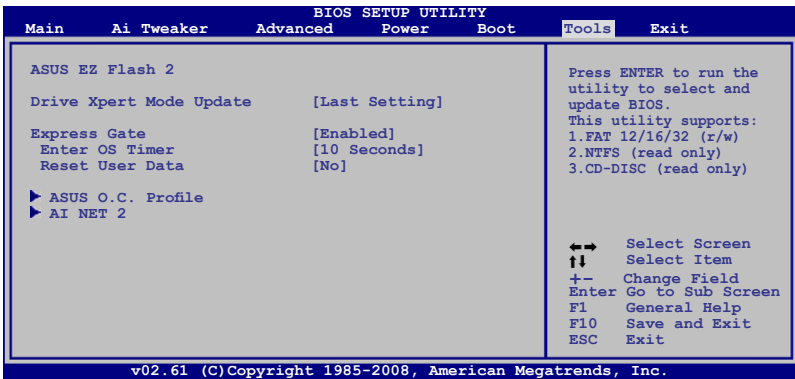 BIOS SETUP UTILITY
Main Ai Tweaker Advanced Power Boot Tools Exit
ASUS EZ Flash 2
Drive Xpert Mode Update [Last Setting]
Express Gate [Enabled]
Enter OS Timer [10 Seconds]
Reset User Data [No]
ASUS O.C. Profile
AI NET 2
Press ENTER to run the
utility to select and
update BIOS.
This utility supports:
1.FAT 12/16/32 (r/w)
2.NTFS (read only)
3.CD-DISC (read only)
←→ Select Screen
↑↓ Select Item
+- Change Field
Enter Go to Sub Screen
F1 General Help
F10 Save and Exit
ESC Exit
v02.61 (C)Copyright 1985-2008, American Megatrends, Inc.